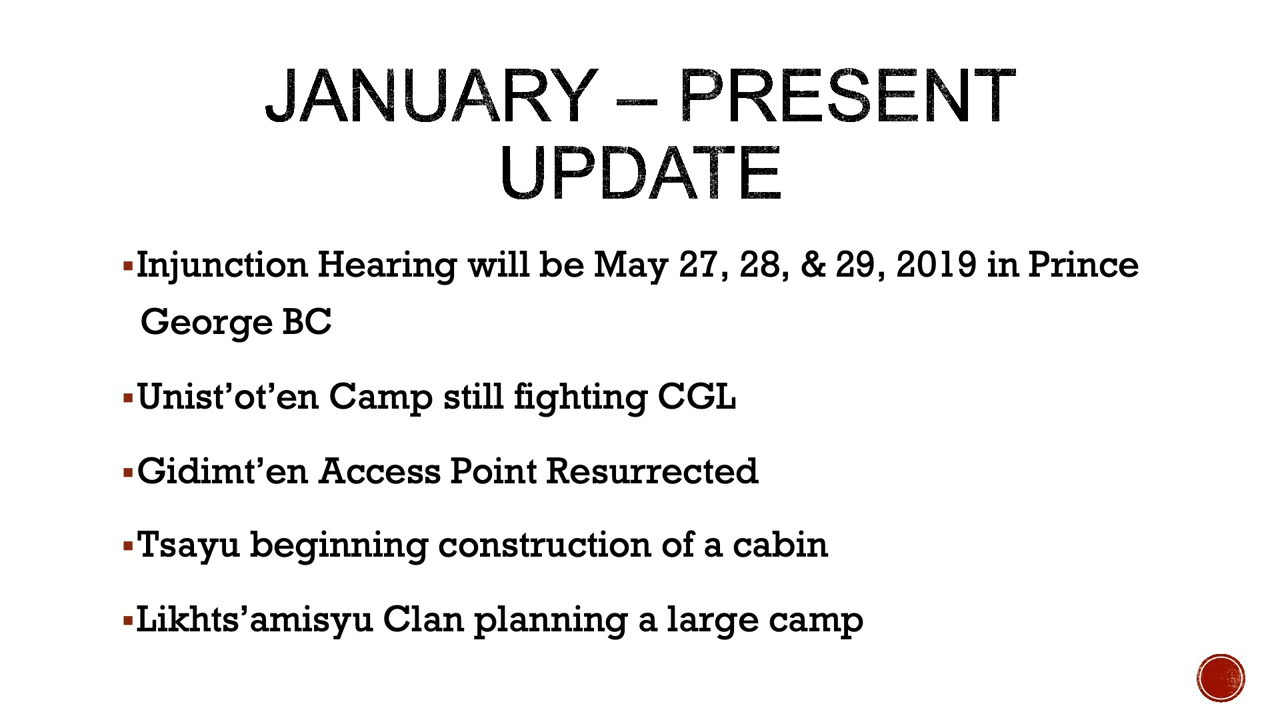 JANUARY – PRESENT
UPDATE
▪Injunction Hearing will be May 27, 28, & 29, 2019 in Prince
George BC
▪Unist’ot’en Camp still fighting CGL
▪Gidimt’en Access Point Resurrected
▪Tsayu beginning construction of a cabin
▪Likhts’amisyu Clan planning a large camp